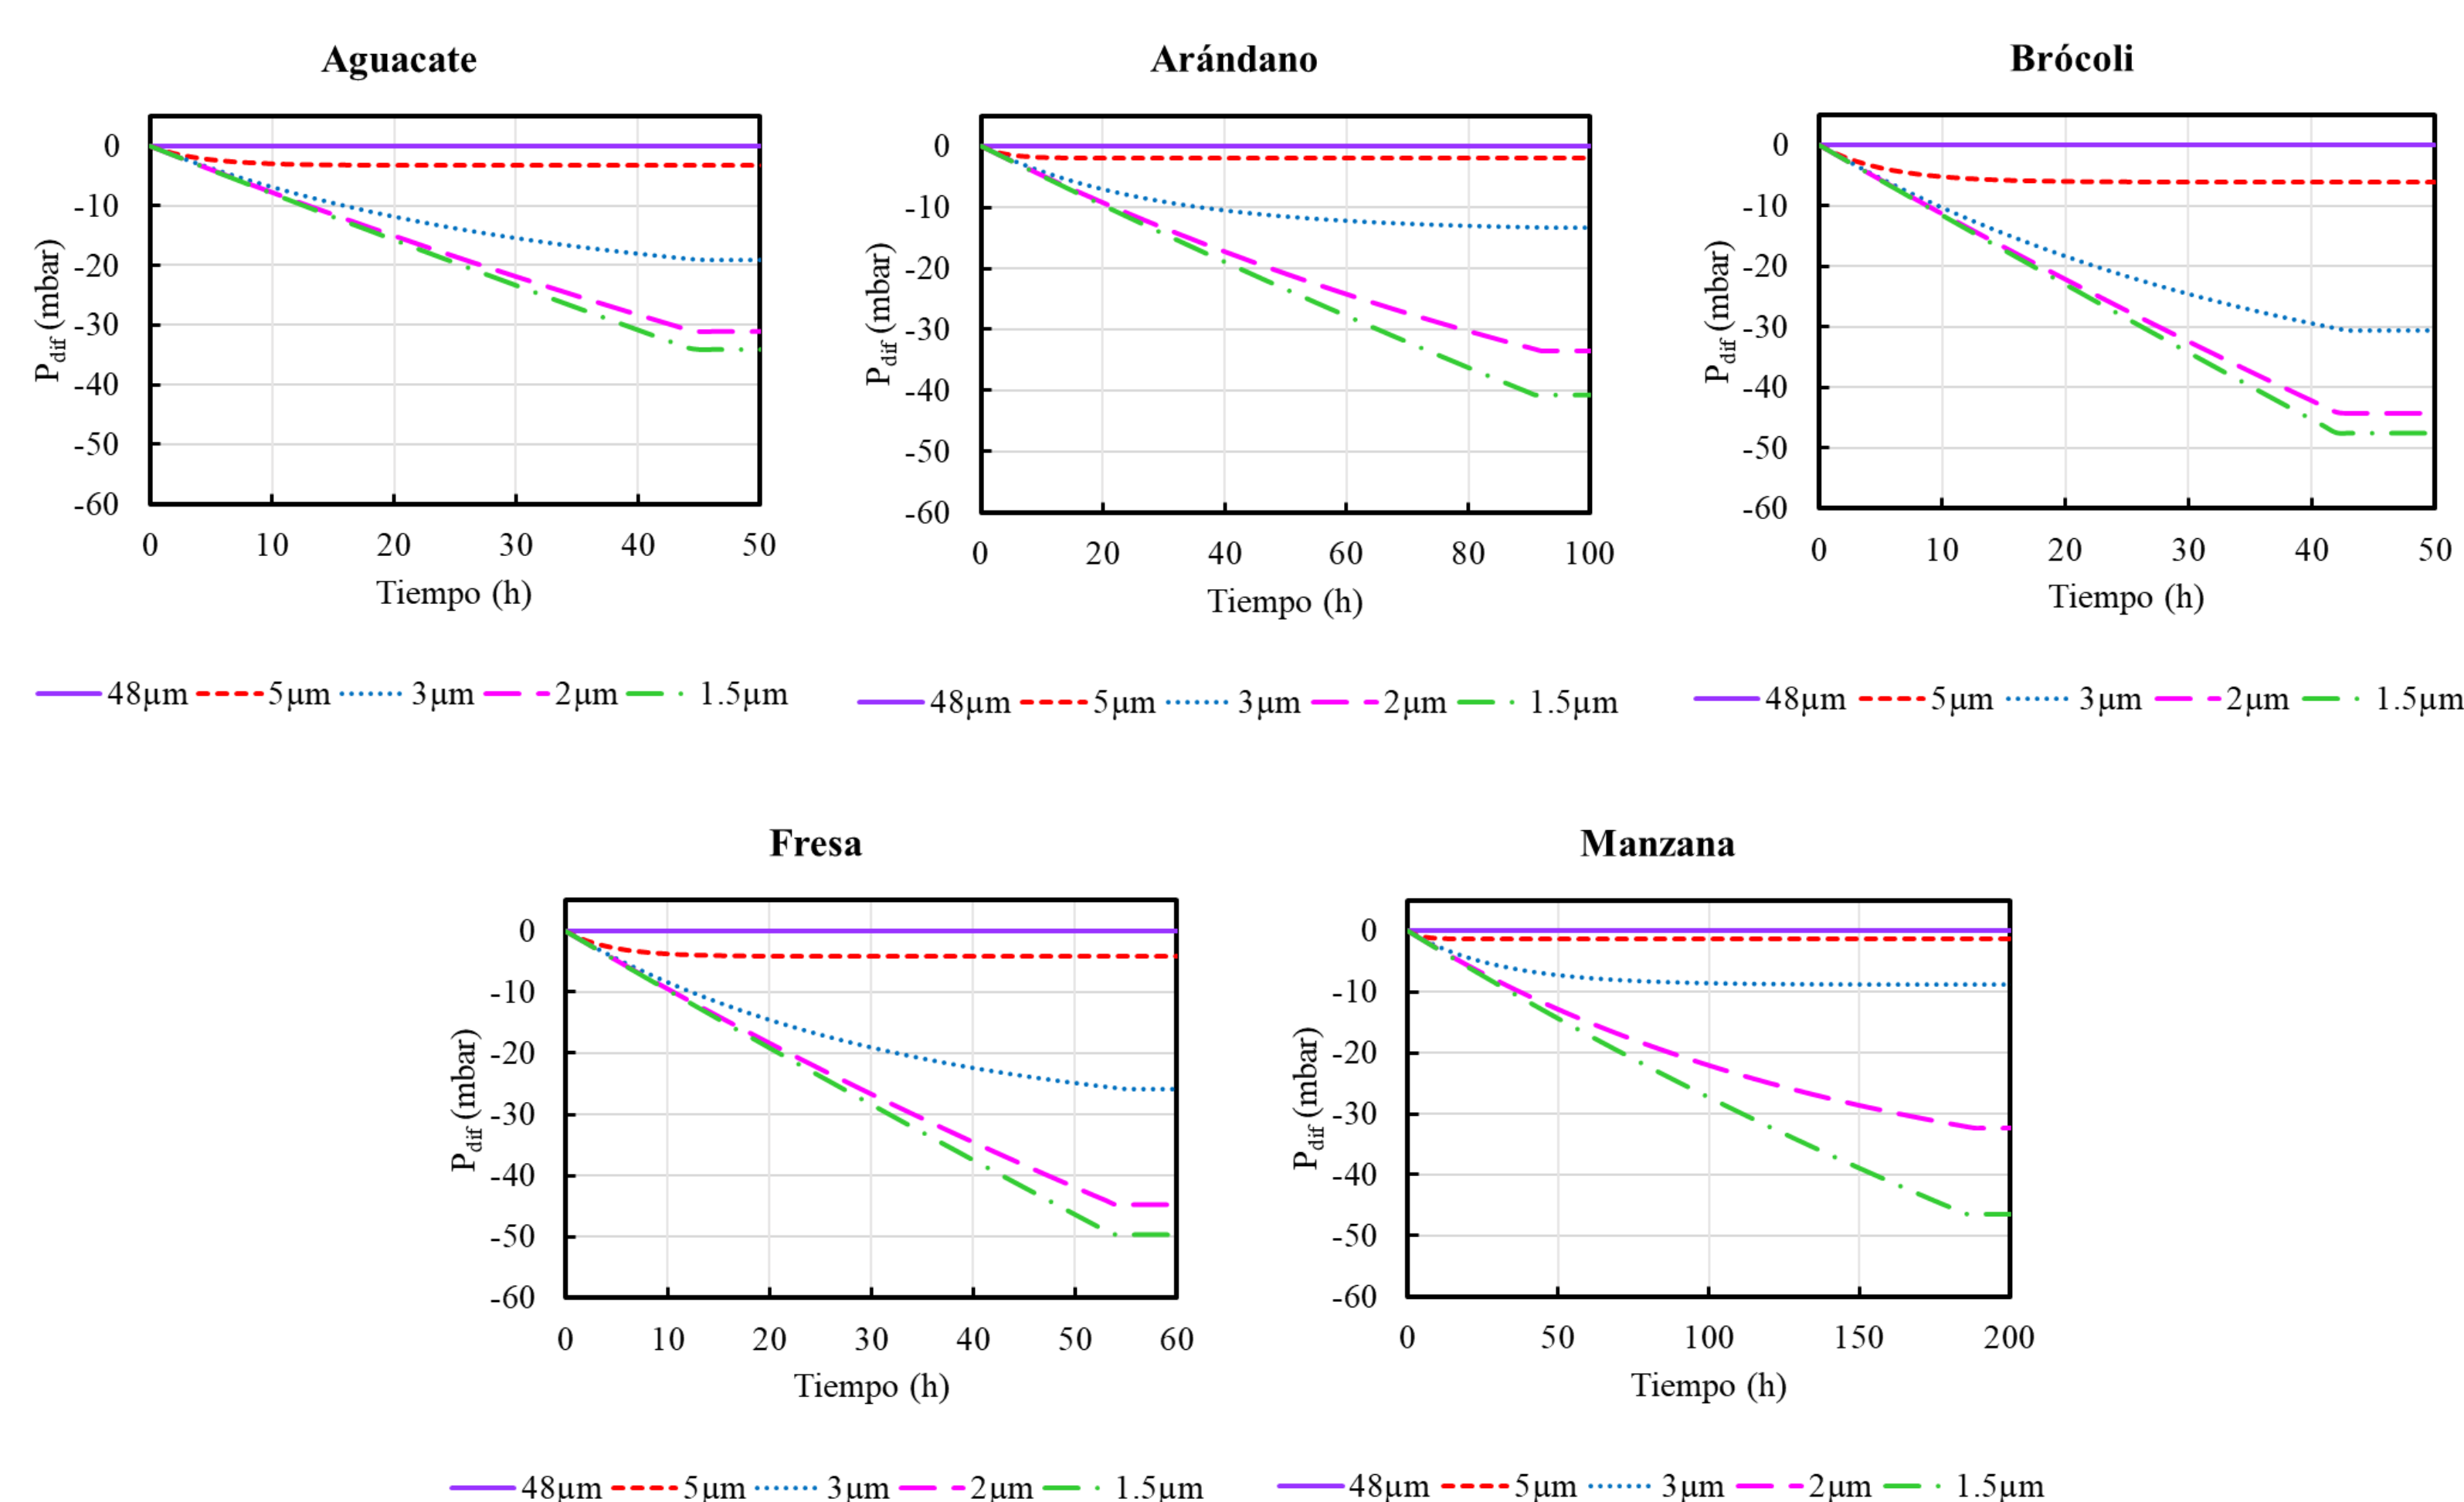 Aguacate
0
-10
-20
-30
-40
-50
-60
P_dif (mbar)
0 10 20 30 40 50
Tiempo (h)
48µm 5µm 3µm 2µm 1.5µm
Arándano
0
-10
-20
-30
-40
-50
-60
P_dif (mbar)
0 20 40 60 80 100
Tiempo (h)
48µm 5µm 3µm 2µm 1.5µm
Brócoli
0
-10
-20
-30
-40
-50
-60
P_dif (mbar)
0 10 20 30 40 50
Tiempo (h)
48µm 5µm 3µm 2µm 1.5µm
Fresa
0
-10
-20
-30
-40
-50
-60
P_dif (mbar)
0 10 20 30 40 50 60
Tiempo (h)
48µm 5µm 3µm 2µm 1.5µm
Manzana
0
-10
-20
-30
-40
-50
-60
P_dif (mbar)
0 50 100 150 200
Tiempo (h)
48µm 5µm 3µm 2µm 1.5µm